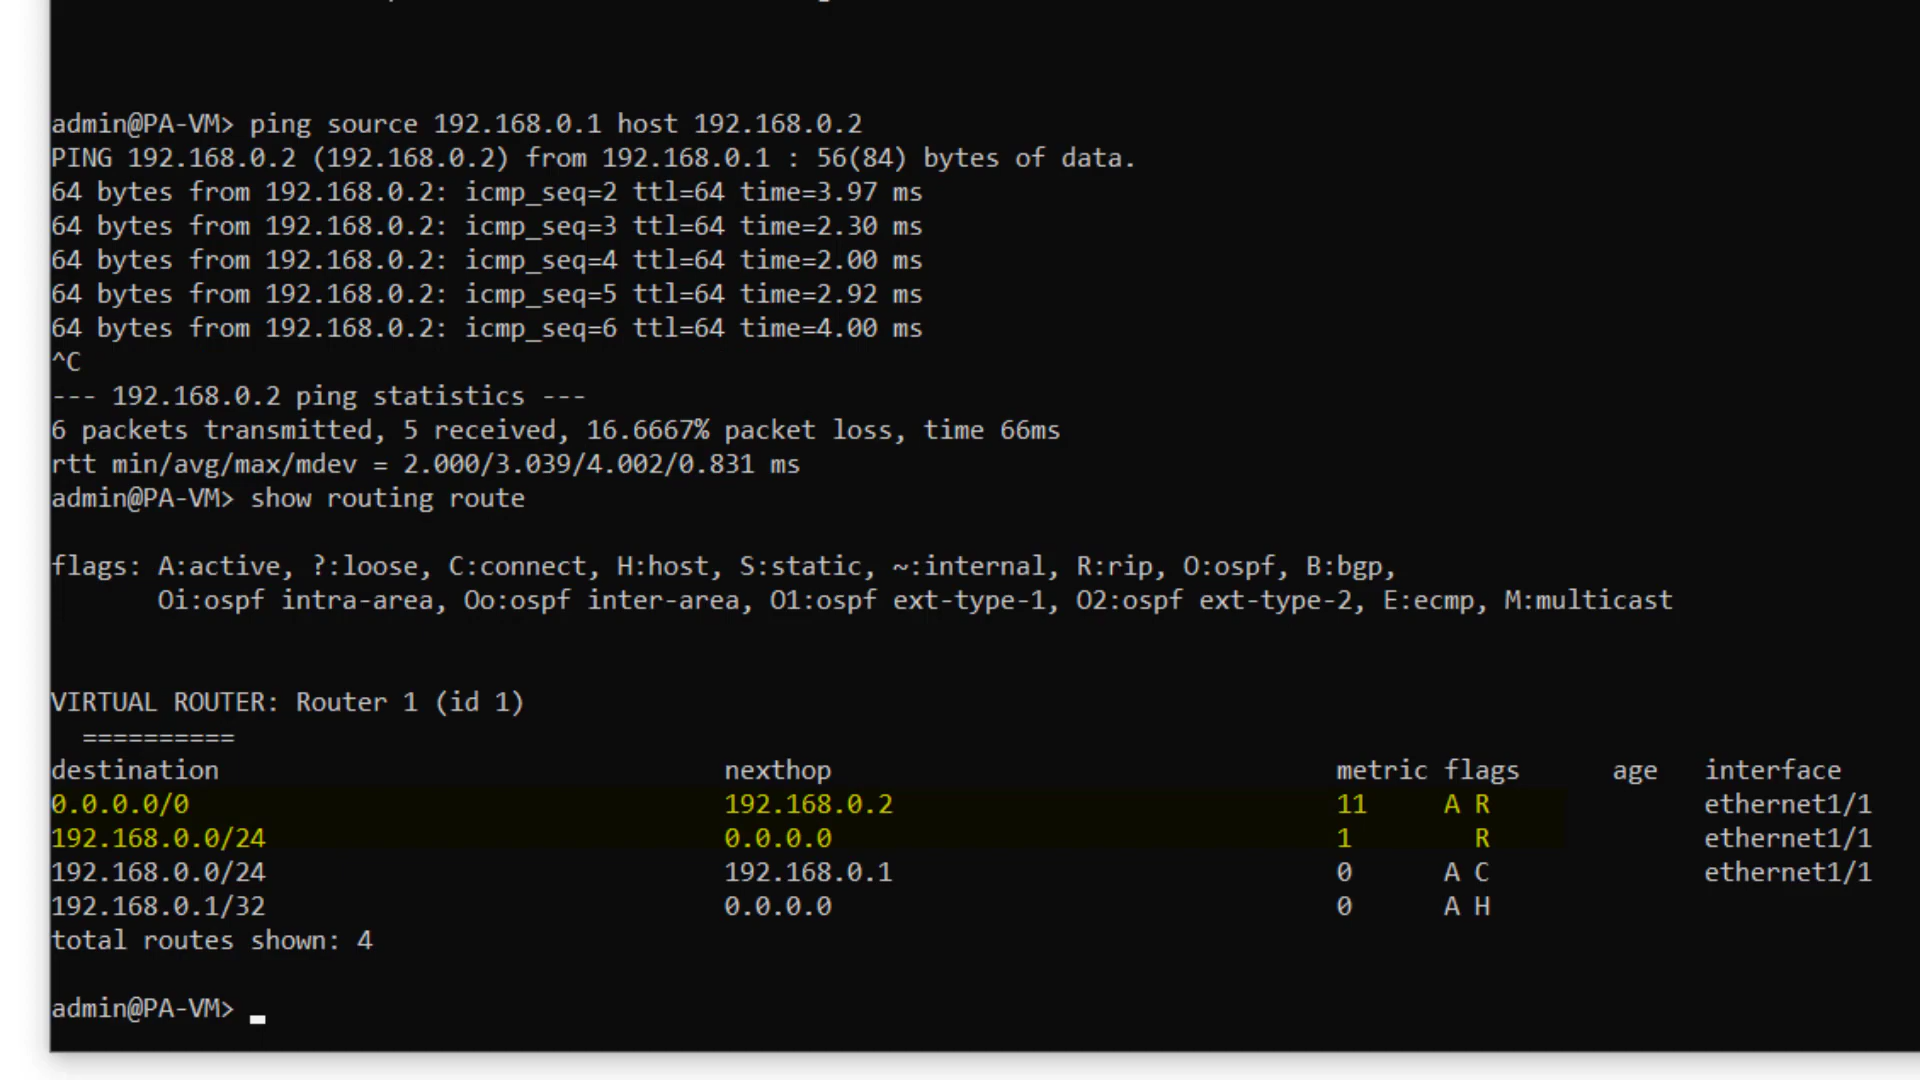 admin@PA-VM> ping source 192.168.0.1 host 192.168.0.2
PING 192.168.0.2 (192.168.0.2) from 192.168.0.1 : 56(84) bytes of data.
64 bytes from 192.168.0.2: icmp_seq=2 ttl=64 time=3.97 ms
64 bytes from 192.168.0.2: icmp_seq=3 ttl=64 time=2.30 ms
64 bytes from 192.168.0.2: icmp_seq=4 ttl=64 time=2.00 ms
64 bytes from 192.168.0.2: icmp_seq=5 ttl=64 time=2.92 ms
64 bytes from 192.168.0.2: icmp_seq=6 ttl=64 time=4.00 ms
^C
--- 192.168.0.2 ping statistics ---
6 packets transmitted, 5 received, 16.6667% packet loss, time 66ms
rtt min/avg/max/mdev = 2.000/3.039/4.002/0.831 ms
admin@PA-VM> show routing route
flags: A:active, ?:loose, C:connect, H:host, S:static, ~:internal, R:rip, O:ospf, B:bgp,
Oi:ospf intra-area, Oo:ospf inter-area, O1:ospf ext-type-1, O2:ospf ext-type-2, E:ecmp, M:multicast
VIRTUAL ROUTER: Router 1 (id 1)
==========
destination nexthop metric flags age interface
0.0.0.0/0 192.168.0.2 11 A R ethernet1/1
192.168.0.0/24 0.0.0.0 1 R ethernet1/1
192.168.0.0/24 192.168.0.1 0 A C ethernet1/1
192.168.0.1/32 0.0.0.0 0 A H
total routes shown: 4
admin@PA-VM>